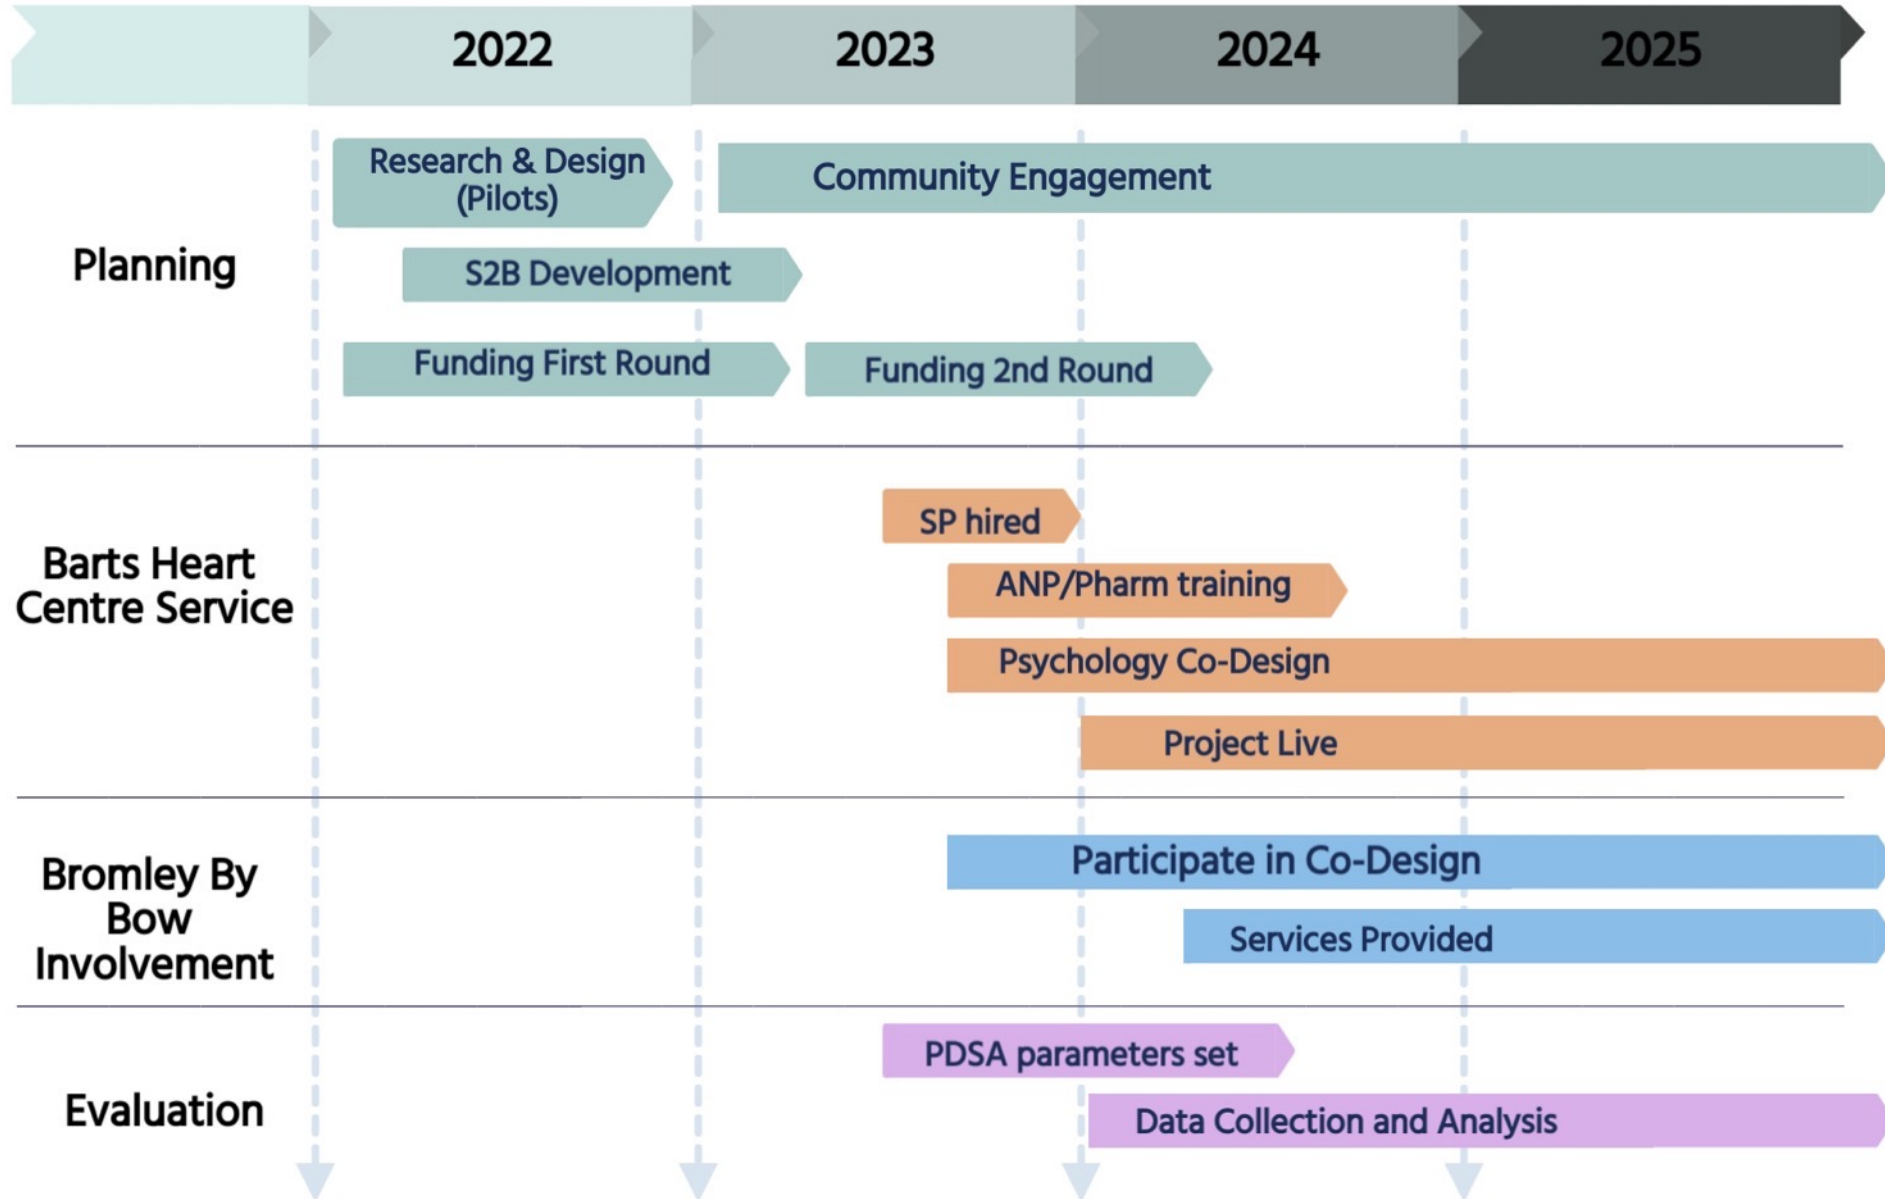 2022
2023
2024
2025
Planning
Research & Design
(Pilots)
Community Engagement
S2B Development
Funding First Round
Funding 2nd Round
Barts Heart
Centre Service
SP hired
ANP/Pharm training
Psychology Co-Design
Project Live
Bromley By
Bow
Involvement
Participate in Co-Design
Services Provided
Evaluation
PDSA parameters set
Data Collection and Analysis